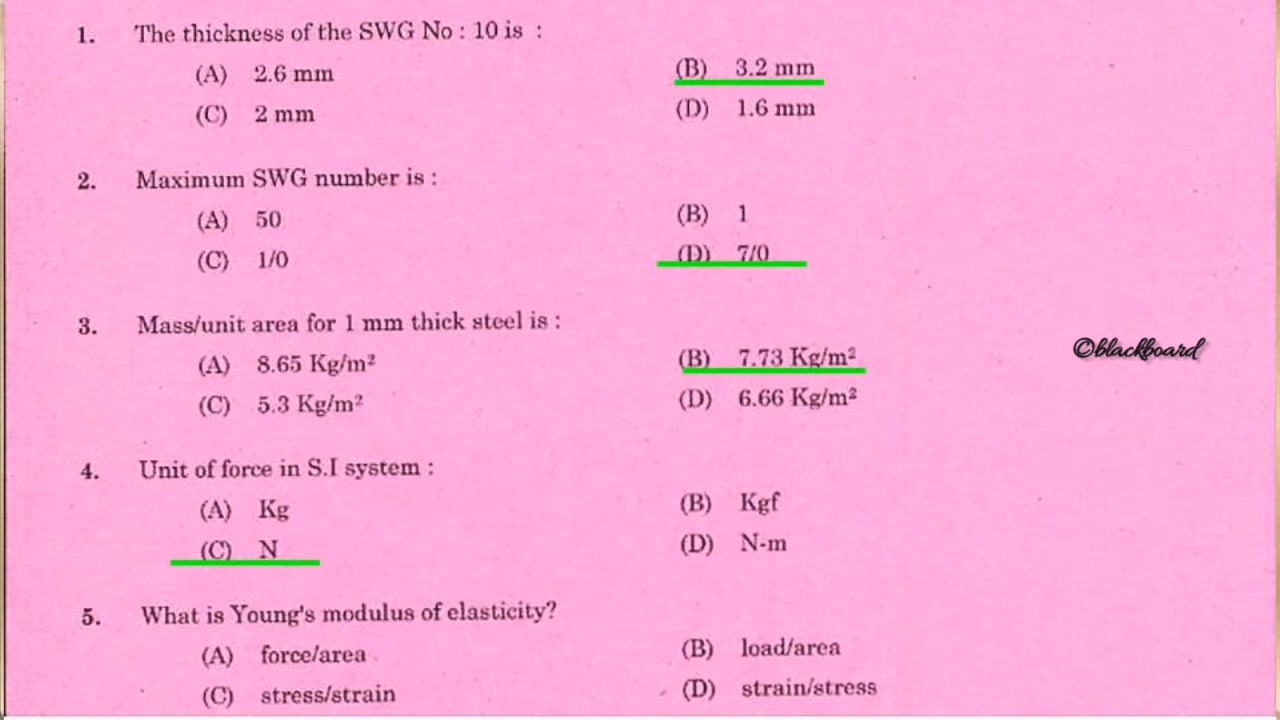 1. The thickness of the SWG No : 10 is :
(A) 2.6 mm (B) 3.2 mm
(C) 2 mm (D) 1.6 mm
2. Maximum SWG number is :
(A) 50 (B) 1
(C) 1/0 (D) 7/0
3. Mass/unit area for 1 mm thick steel is :
(A) 8.65 Kg/m² (B) 7.73 Kg/m²
(C) 5.3 Kg/m² (D) 6.66 Kg/m²
©blackboard
4. Unit of force in S.I system :
(A) Kg (B) Kgf
(C) N (D) N-m
5. What is Young's modulus of elasticity?
(A) force/area (B) load/area
(C) stress/strain (D) strain/stress